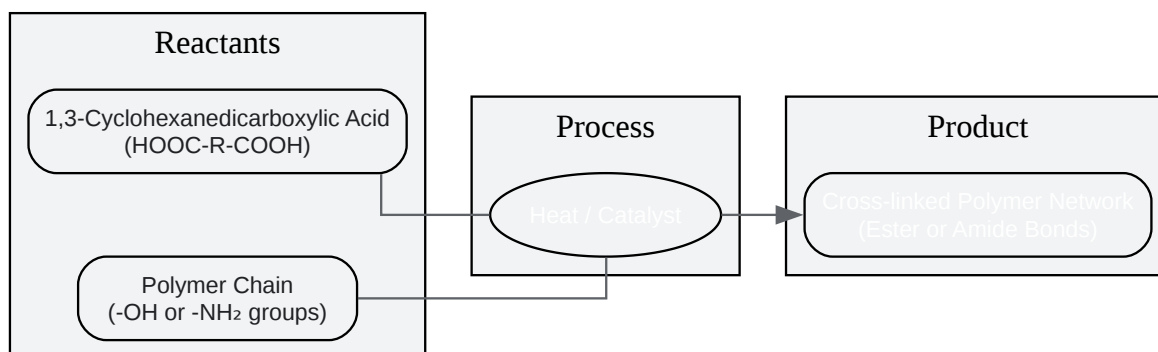 Reactants
1,3-Cyclohexanedicarboxylic Acid
(HOOC-R-COOH)
Polymer Chain
(-OH or -NH₂ groups)
Process
Heat / Catalyst
Product
Cross-linked Polymer Network
(Ester or Amide Bonds)